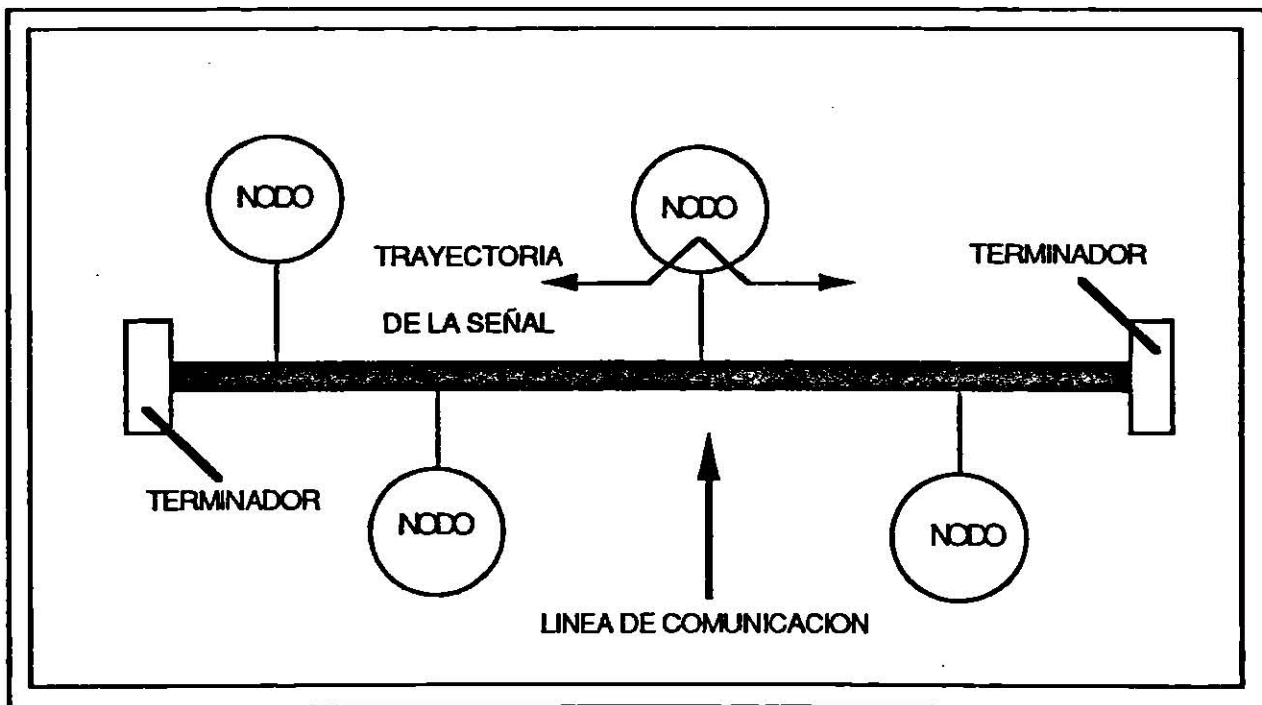 NODO
NODO
TRAYECTORIA
DE LA SEÑAL
TERMINADOR
TERMINADOR
NODO
NODO
LINEA DE COMUNICACION